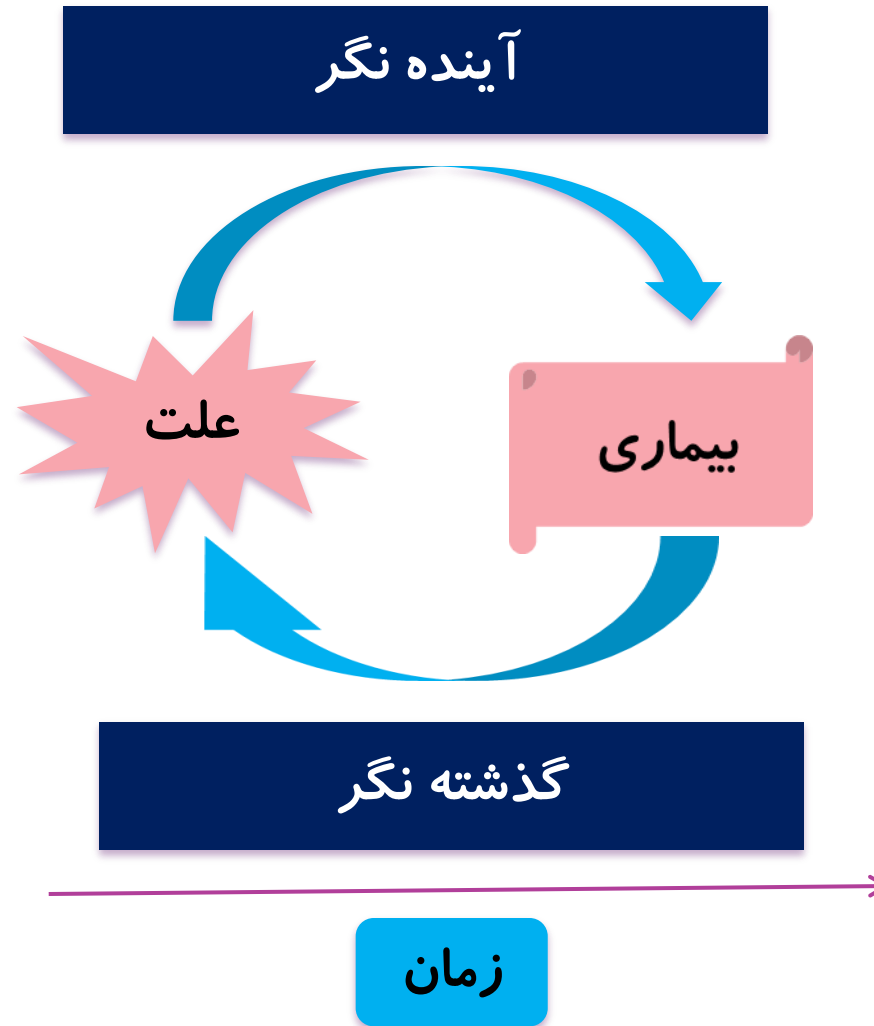 آینده نگر
علت
بیماری
گذشته نگر
زمان